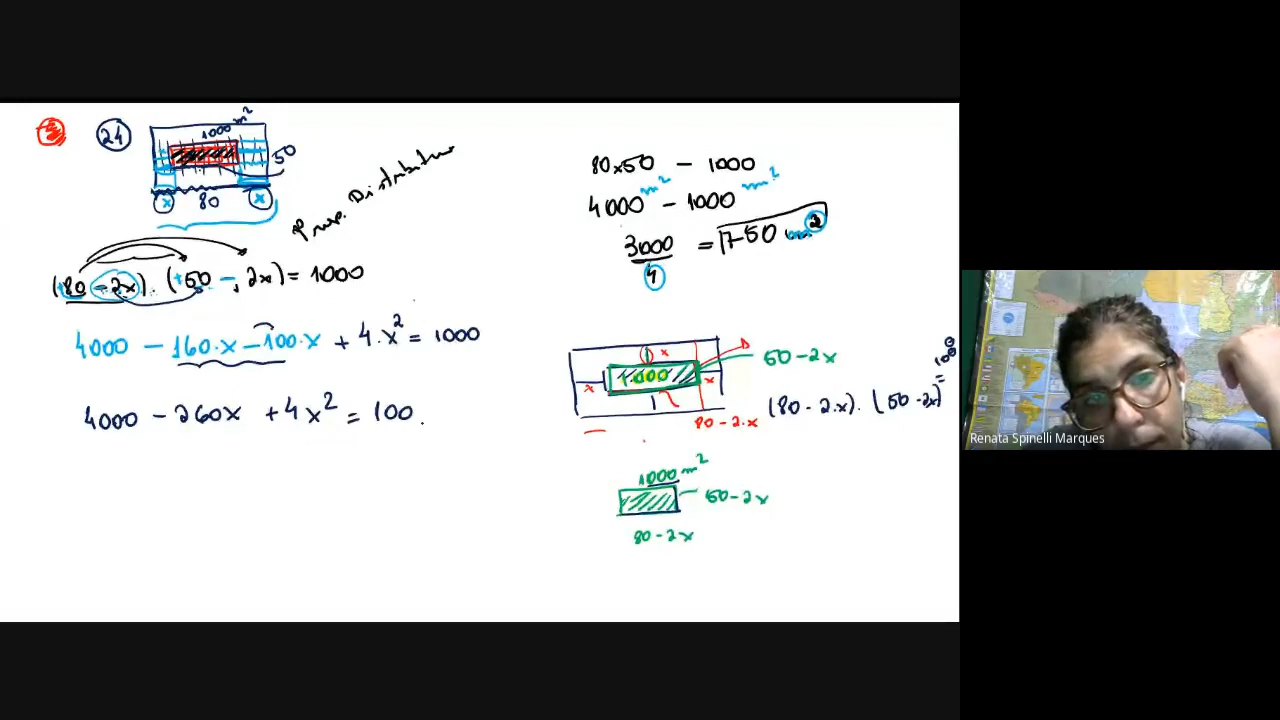 24
1000 m²
50
x 80 x
Prop. Distributiva
(+80 - 2x) . (+50 - 2x) = 1000
4000 - 160.x - 100.x + 4.x² = 1000
4000 - 260x + 4x² = 100.
80x50 - 1000
4000 m² - 1000 m²
3000/4 = 750 m²
x
1.000
x
x
50-2x
80-2.x
(80-2.x) . (50-2x) = 1000
1000 m²
50-2x
80-2x
Renata Spinelli Marques